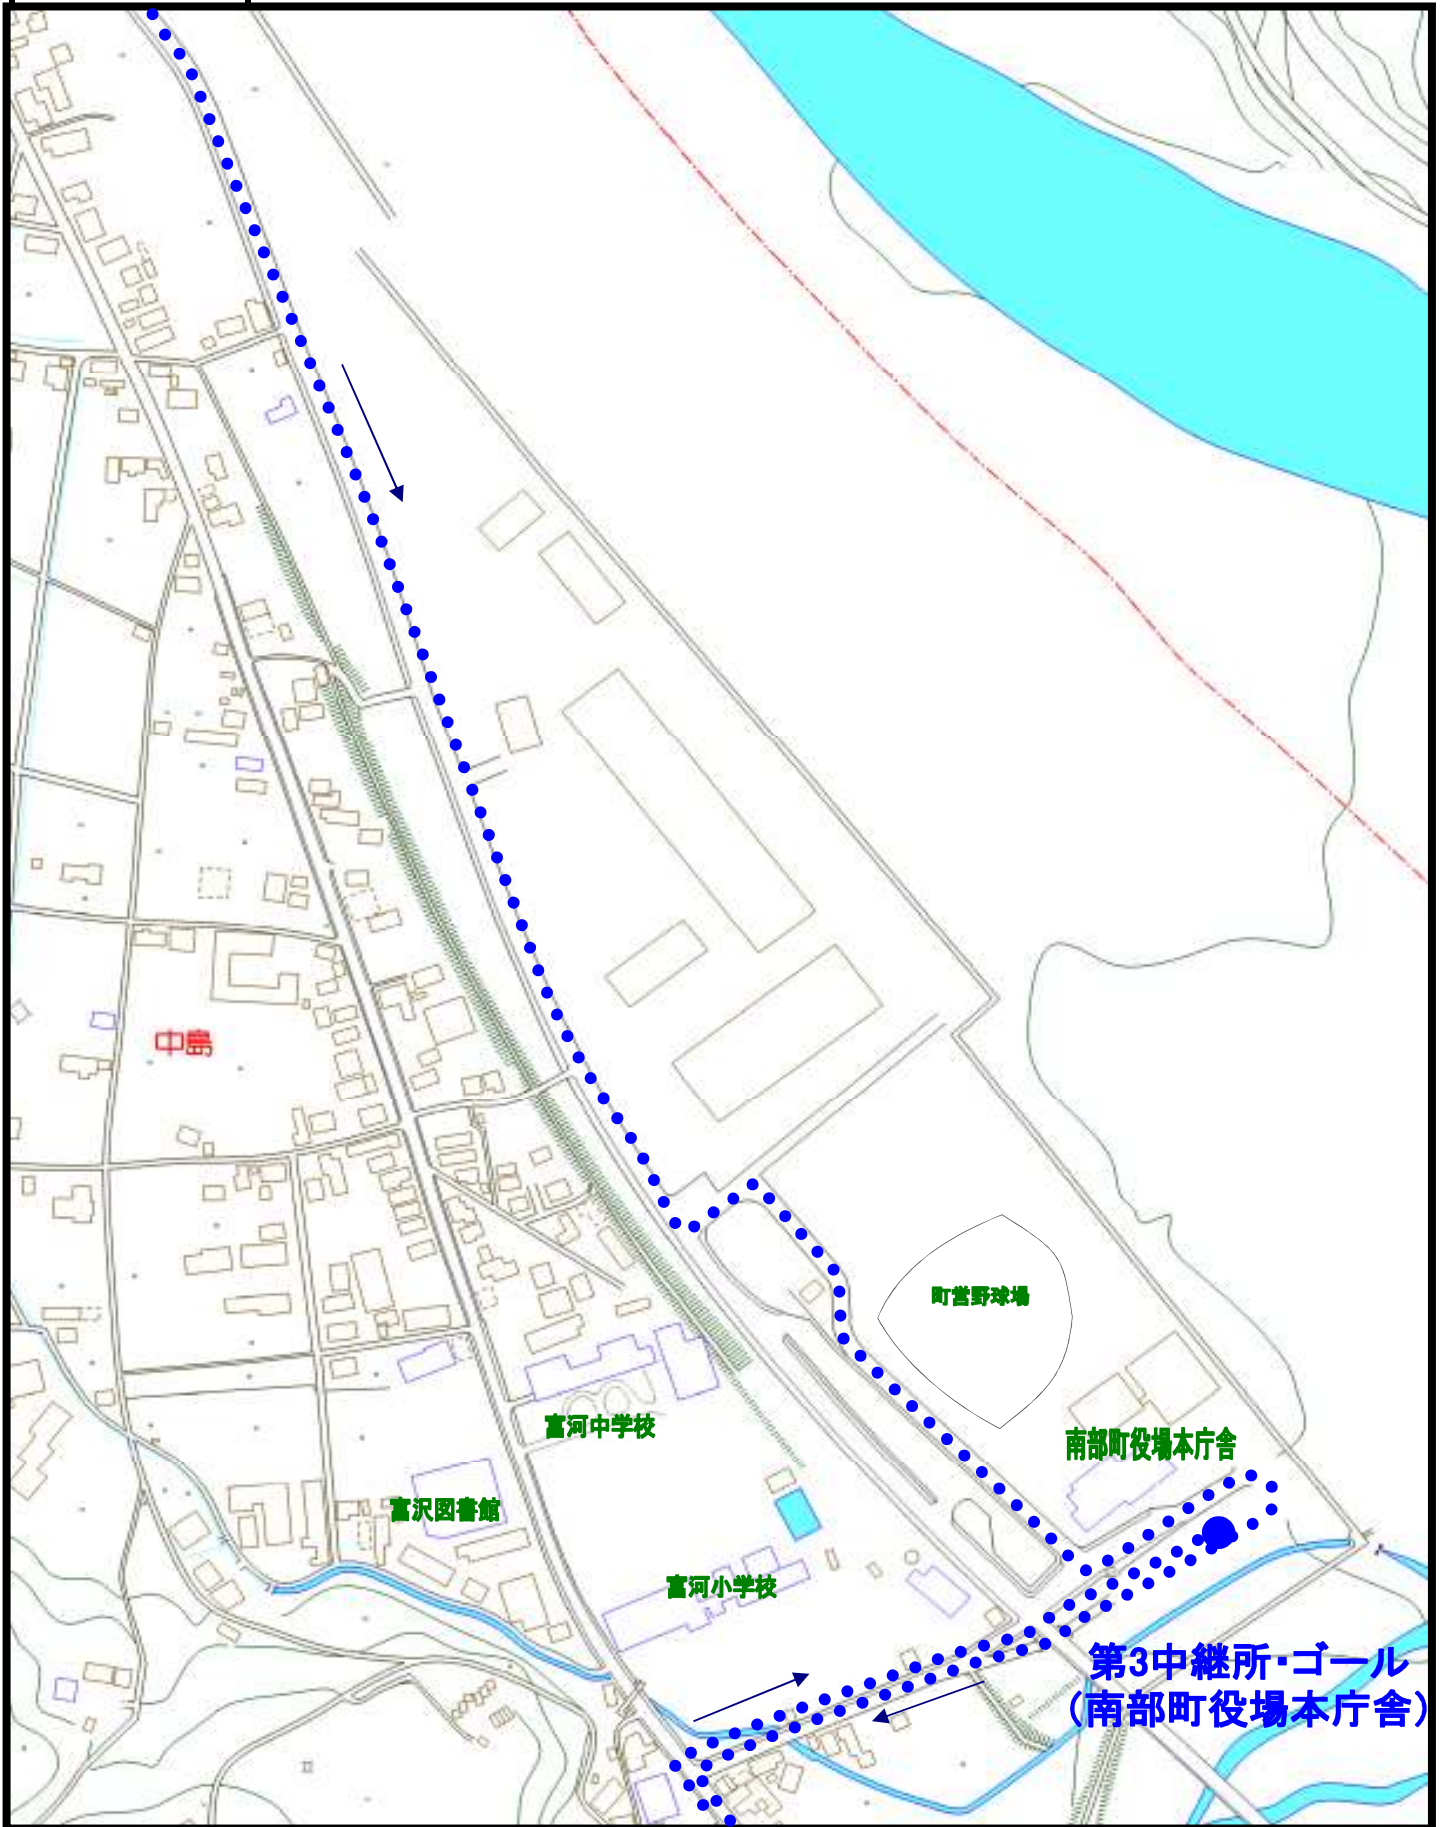 中島
町営野球場
富河中学校
南部町役場本庁舎
富沢図書館
富河小学校
第3中継所・ゴール
(南部町役場本庁舎)